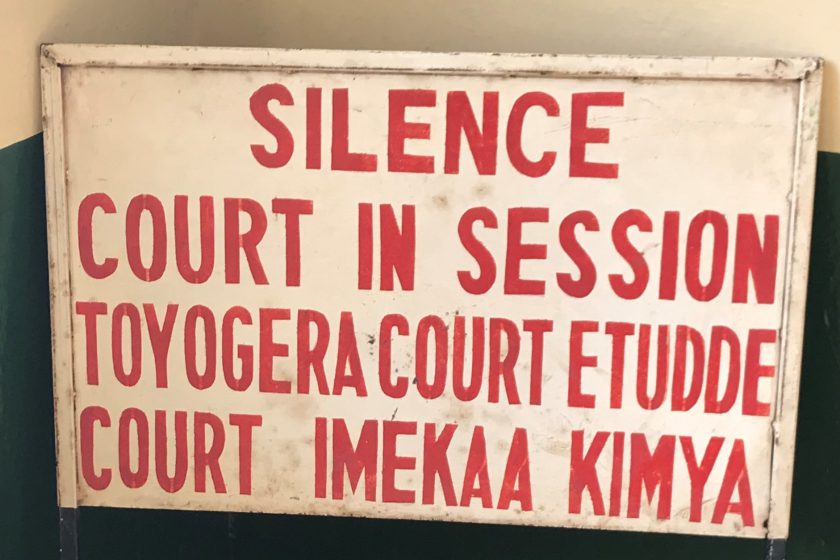 SILENCE
COURT IN SESSION
TOYOGERA COURT ETUDDE
COURT IMEKAA KIMYA